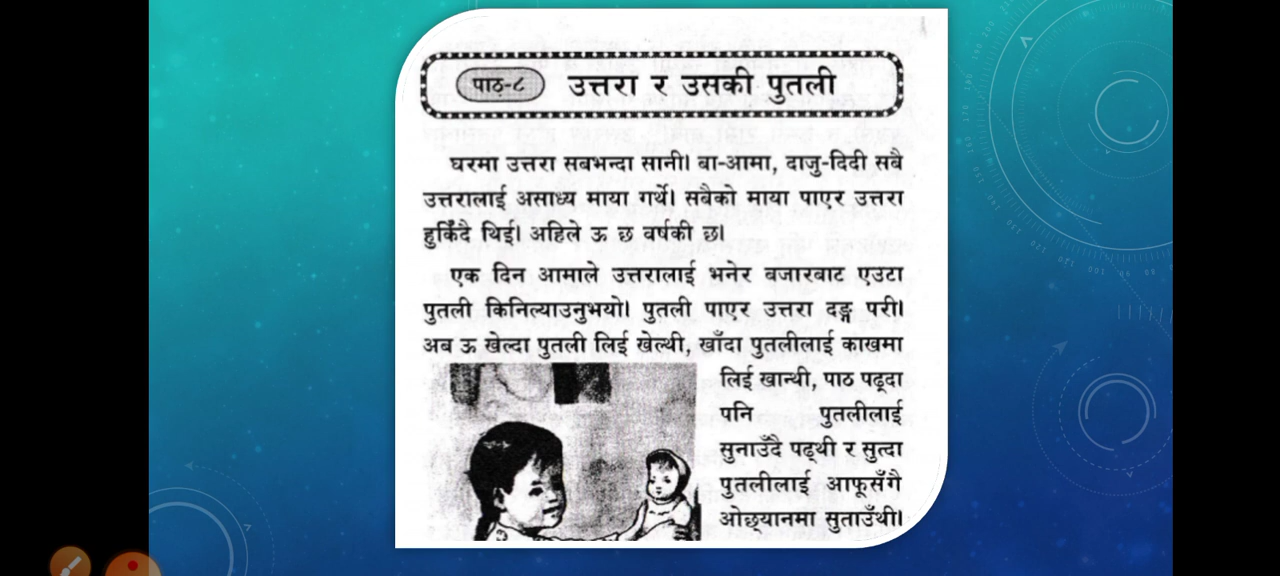 पाठ-८ उत्तरा र उसकी पुतली
घरमा उत्तरा सबभन्दा सानी। बा-आमा, दाजु-दिदी सबै
उत्तरालाई असाध्य माया गर्थे। सबैको माया पाएर उत्तरा
हुर्किंदै थिई। अहिले ऊ छ वर्षकी छ।
एक दिन आमाले उत्तरालाई भनेर बजारबाट एउटा
पुतली किनिल्याउनुभयो। पुतली पाएर उत्तरा दङ्ग परी।
अब ऊ खेल्दा पुतली लिई खेल्थी, खाँदा पुतलीलाई काखमा
लिई खान्थी, पाठ पढ्दा
पनि पुतलीलाई
सुनाउँदै पढ्थी र सुत्दा
पुतलीलाई आफूसँगै
ओछ्यानमा सुताउँथी।